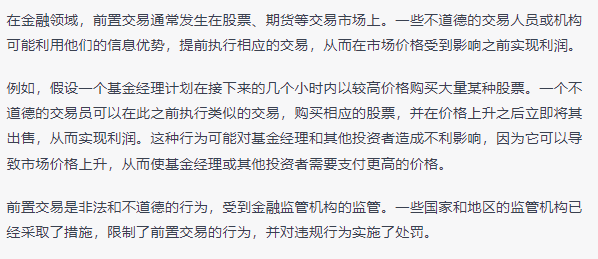 在金融领域，前置交易通常发生在股票、期货等交易市场上。一些不道德的交易人员或机构
可能利用他们的信息优势，提前执行相应的交易，从而在市场价格受到影响之前实现利润。
例如，假设一个基金经理计划在接下来的几个小时内以较高价格购买大量某种股票。一个不
道德的交易员可以在此之前执行类似的交易，购买相应的股票，并在价格上升之后立即将其
出售，从而实现利润。这种行为可能对基金经理和其他投资者造成不利影响，因为它可以导
致市场价格上升，从而使基金经理或其他投资者需要支付更高的价格。
前置交易是非法和不道德的行为，受到金融监管机构的监管。一些国家和地区的监管机构已
经采取了措施，限制了前置交易的行为，并对违规行为实施了处罚。